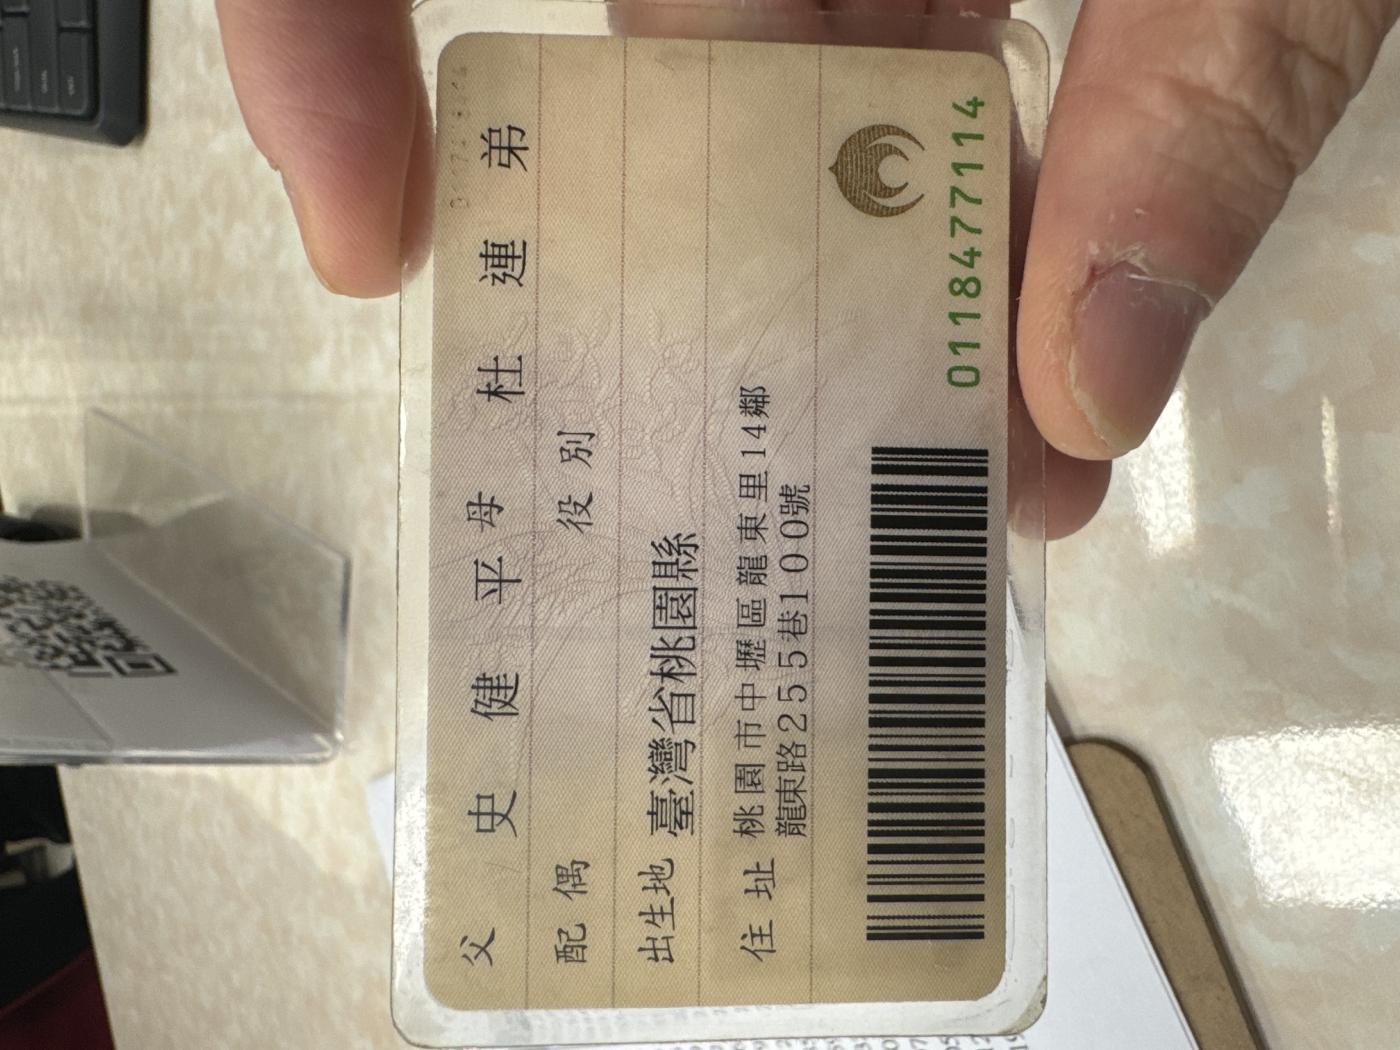 父 史健平 母 杜連弟
配偶 役別
出生地 臺灣省桃園縣
住址 桃園市中壢區龍東里14鄰
龍東路255巷100號
0118477114